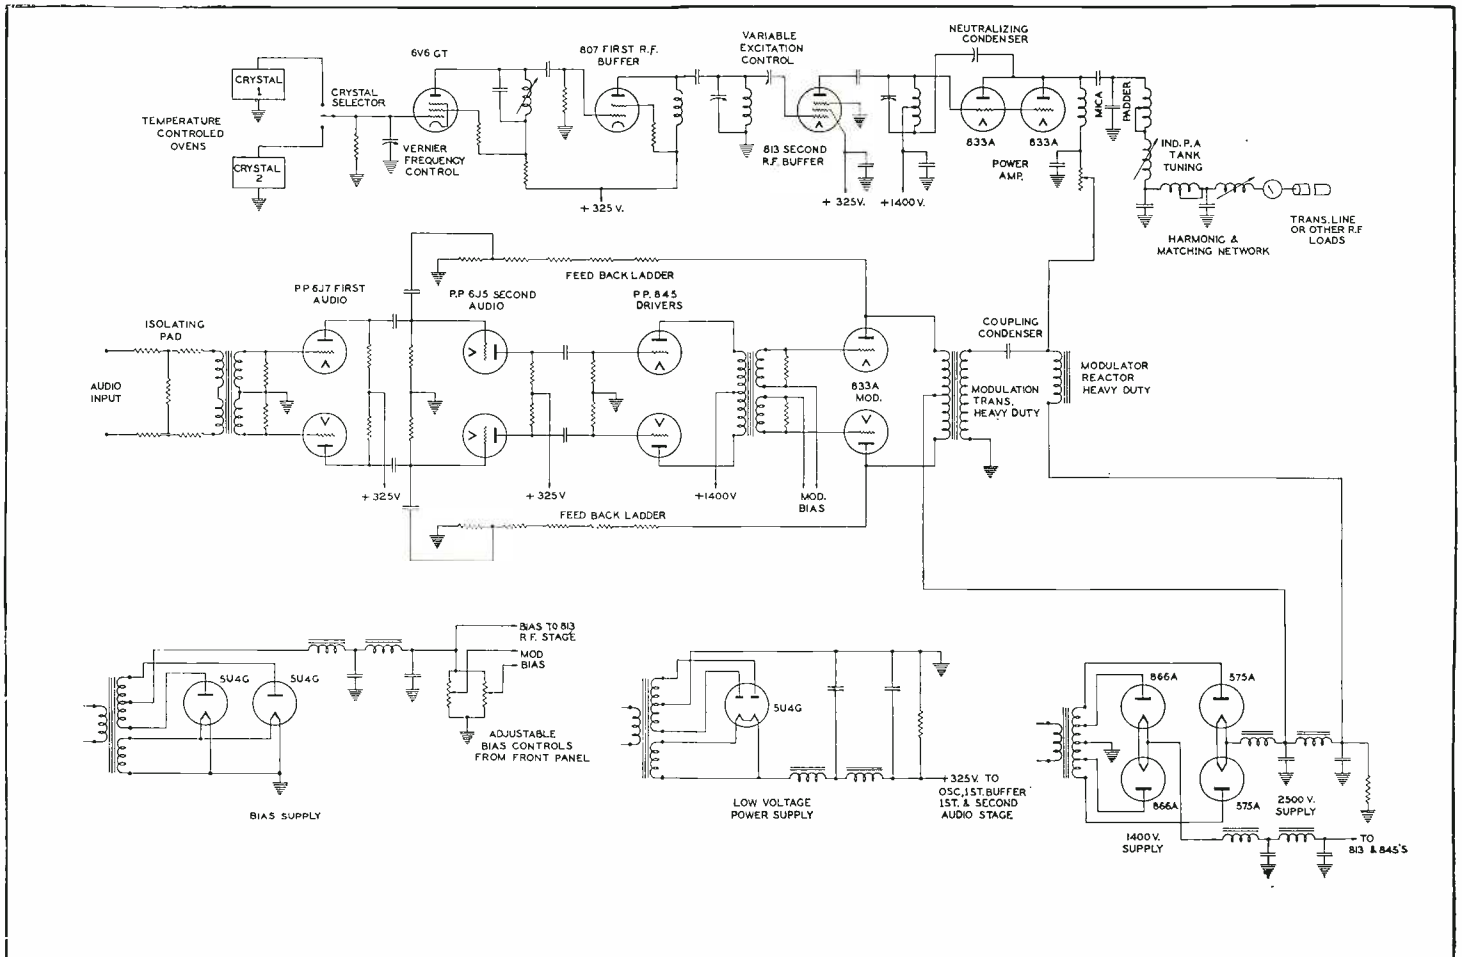 CRYSTAL
1
TEMPERATURE
CONTROLED
OVENS
CRYSTAL
2
CRYSTAL
SELECTOR
6V6 GT
VERNIER
FREQUENCY
CONTROL
807 FIRST R.F.
BUFFER
+ 325 V.
VARIABLE
EXCITATION
CONTROL
813 SECOND
R.F. BUFFER
+ 325V.
+1400V.
NEUTRALIZING
CONDENSER
833A
833A
POWER
AMP.
MICA
PADDER
IND. P.A
TANK
TUNING
HARMONIC &
MATCHING NETWORK
TRANS. LINE
OR OTHER R.F
LOADS
FEED BACK LADDER
ISOLATING
PAD
AUDIO
INPUT
PP 6J7 FIRST
AUDIO
+ 325V
P.P 6J5 SECOND
AUDIO
+ 325V
P.P. 845
DRIVERS
+1400V
MOD.
BIAS
833A
MOD.
FEED BACK LADDER
COUPLING
CONDENSER
MODULATION
TRANS.
HEAVY DUTY
MODULATOR
REACTOR
HEAVY DUTY
5U4G
5U4G
BIAS TO 813
R.F. STAGE
MOD
BIAS
ADJUSTABLE
BIAS CONTROLS
FROM FRONT PANEL
BIAS SUPPLY
5U4G
LOW VOLTAGE
POWER SUPPLY
+325V. TO
OSC, 1ST. BUFFER
1ST. & SECOND
AUDIO STAGE
866A
575A
866A
575A
2500 V.
SUPPLY
1400V.
SUPPLY
TO
813 & 845'S